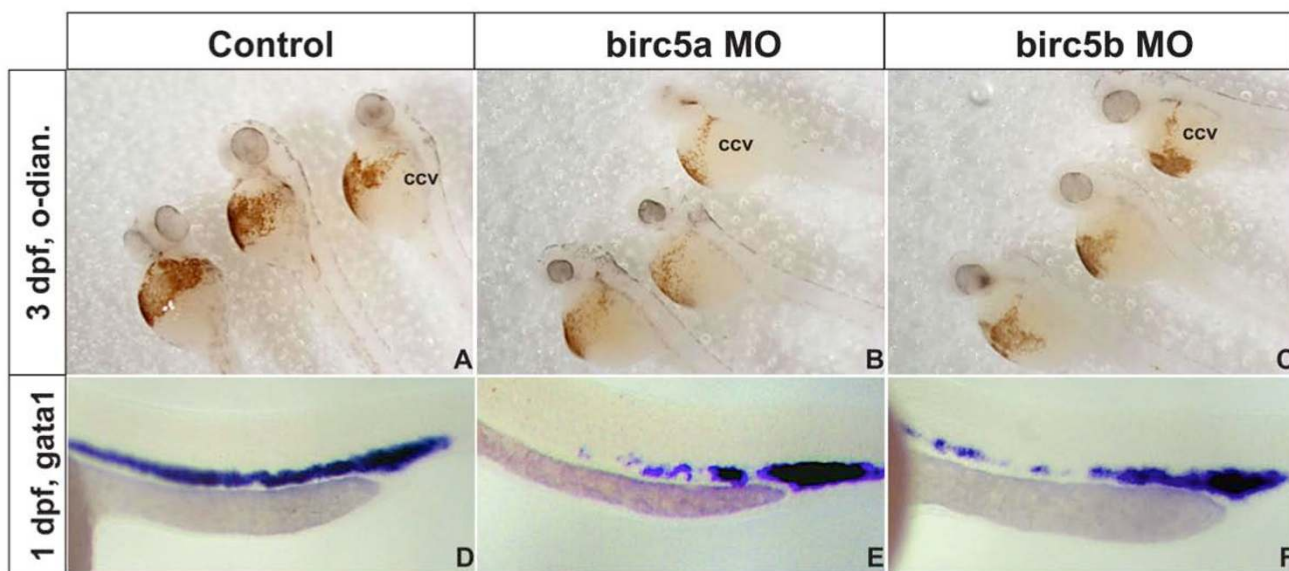 Control
birc5a MO
birc5b MO
3 dpf, o-dian.
ccv
A
ccv
B
ccv
C
1 dpf, gata1
D
E
F